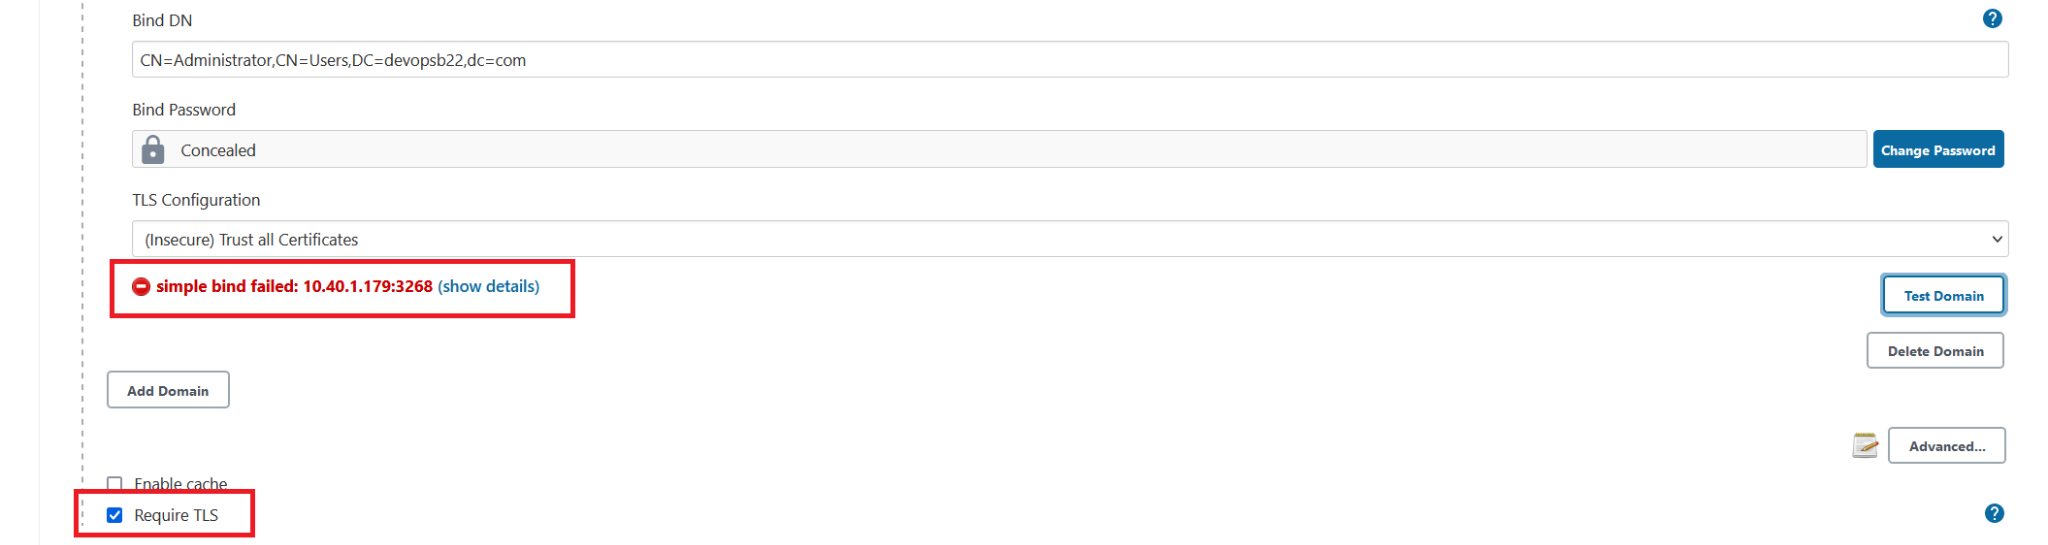 Bind DN
?
CN=Administrator,CN=Users,DC=devopsb22,dc=com
Bind Password
Concealed
Change Password
TLS Configuration
(Insecure) Trust all Certificates
simple bind failed: 10.40.1.179:3268 (show details)
Test Domain
Delete Domain
Add Domain
Advanced...
Enable cache
Require TLS
?